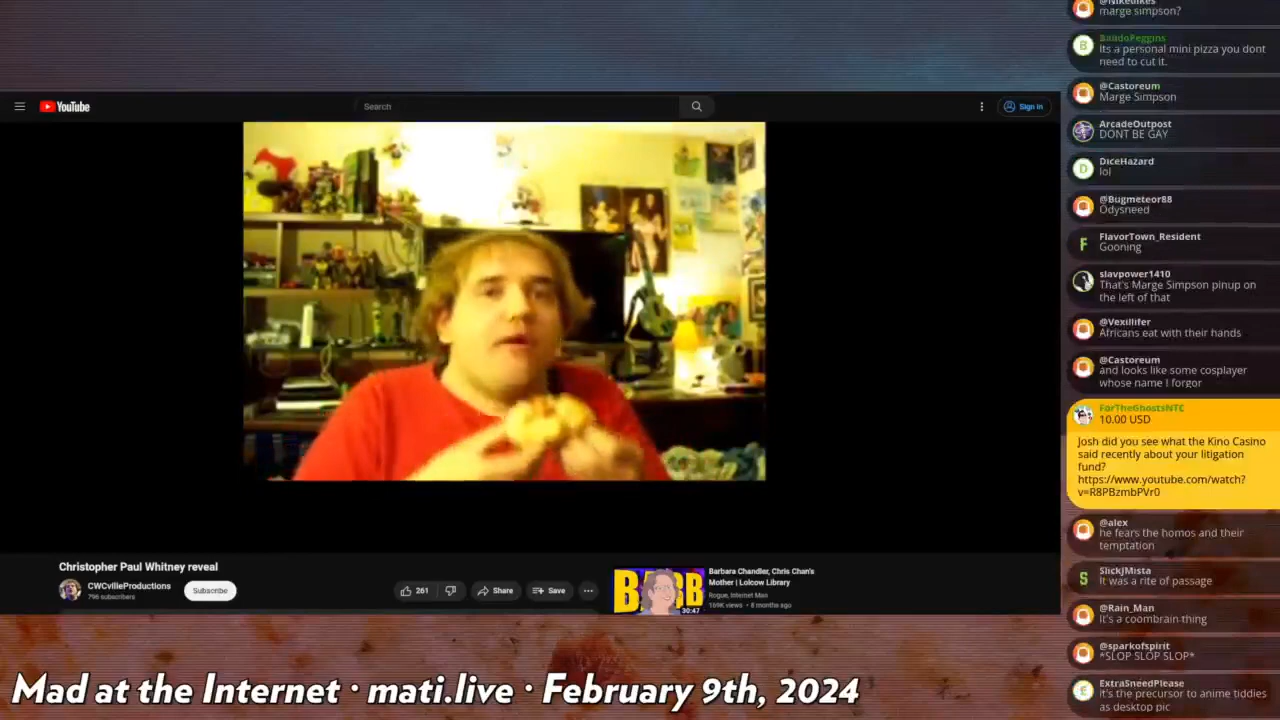 YouTube
Search
Sign in
Christopher Paul Whitney reveal
CWCvilleProductions
796 subscribers
Subscribe
261
Share
Save
BARB
30:47
Barbara Chandler, Chris Chan's
Mother | Lolcow Library
Rogue, Internet Man
169K views • 8 months ago
Mad at the Internet · mati.live · February 9th, 2024
marge simpson?
B
BandoPeggins
Its a personal mini pizza you dont
need to cut it.
@Castoreum
Marge Simpson
ArcadeOutpost
DONT BE GAY
D
DiceHazard
lol
@Bugmeteor88
Odysneed
F
FlavorTown_Resident
Gooning
slavpower1410
That's Marge Simpson pinup on
the left of that
@Vexillifer
Africans eat with their hands
@Castoreum
and looks like some cosplayer
whose name I forgor
ForTheGhostsNTC
10.00 USD
Josh did you see what the Kino Casino
said recently about your litigation
fund?
https://www.youtube.com/watch?
v=R8PBzmbPVr0
@alex
he fears the homos and their
temptation
S
SlickJMista
It was a rite of passage
@Rain_Man
It's a coombrain thing
@sparkofspirit
*SLOP SLOP SLOP*
E
ExtraSneedPlease
It's the precursor to anime tiddies
as desktop pic